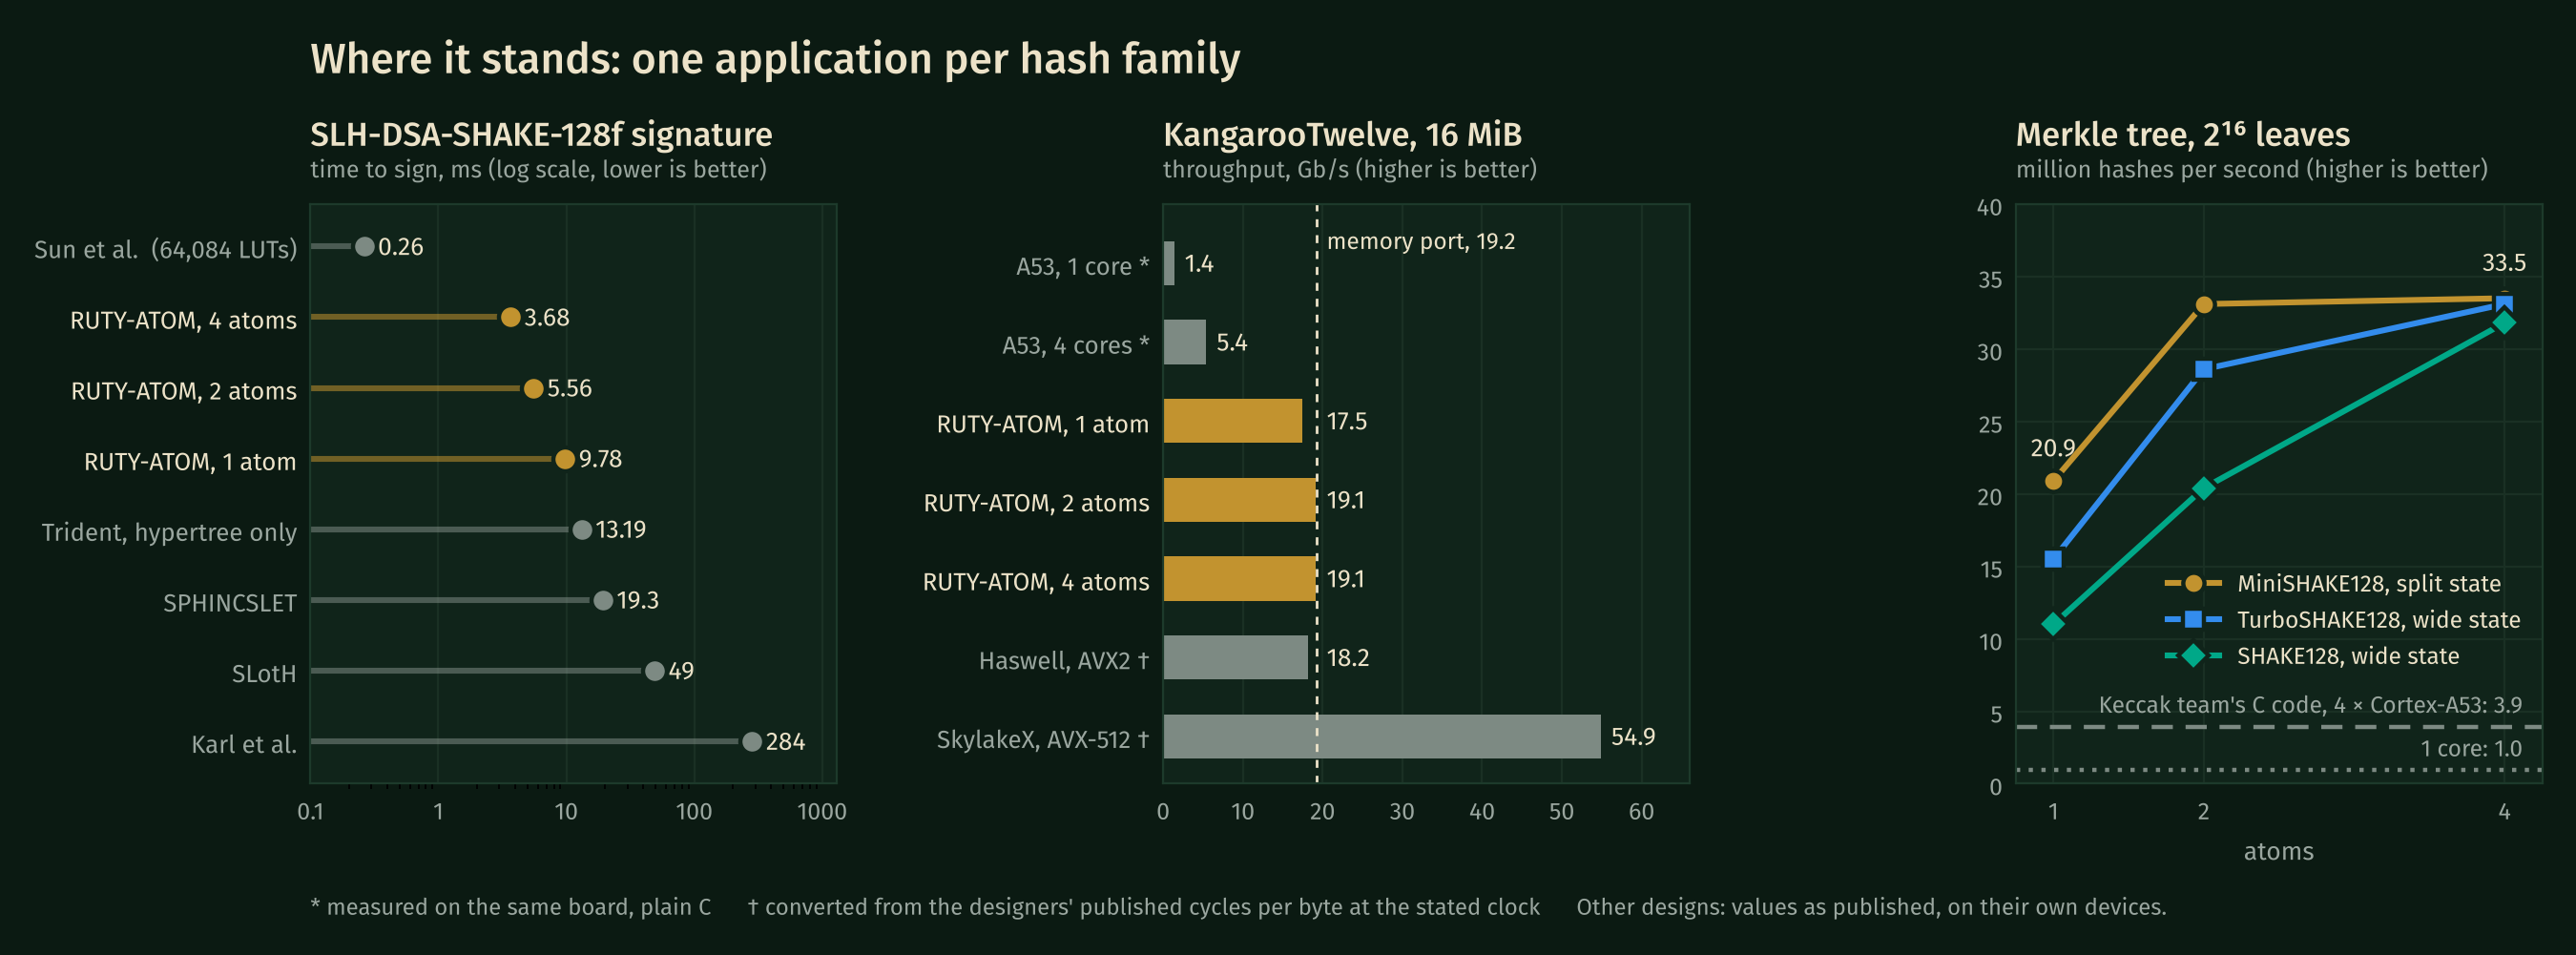 Where it stands: one application per hash family
SLH-DSA-SHAKE-128f signature
time to sign, ms (log scale, lower is better)
Sun et al. (64,084 LUTs)
0.26
RUTY-ATOM, 4 atoms
3.68
RUTY-ATOM, 2 atoms
5.56
RUTY-ATOM, 1 atom
9.78
Trident, hypertree only
13.19
SPHINCSLET
19.3
SLotH
49
Karl et al.
284
0.1 1 10 100 1000
KangarooTwelve, 16 MiB
throughput, Gb/s (higher is better)
memory port, 19.2
A53, 1 core *
1.4
A53, 4 cores *
5.4
RUTY-ATOM, 1 atom
17.5
RUTY-ATOM, 2 atoms
19.1
RUTY-ATOM, 4 atoms
19.1
Haswell, AVX2 †
18.2
SkylakeX, AVX-512 †
54.9
0 10 20 30 40 50 60
Merkle tree, 2¹⁶ leaves
million hashes per second (higher is better)
40
35
30
25
20
15
10
5
0
33.5
20.9
MiniSHAKE128, split state
TurboSHAKE128, wide state
SHAKE128, wide state
Keccak team's C code, 4 × Cortex-A53: 3.9
1 core: 1.0
1 2 4
atoms
* measured on the same board, plain C † converted from the designers' published cycles per byte at the stated clock Other designs: values as published, on their own devices.